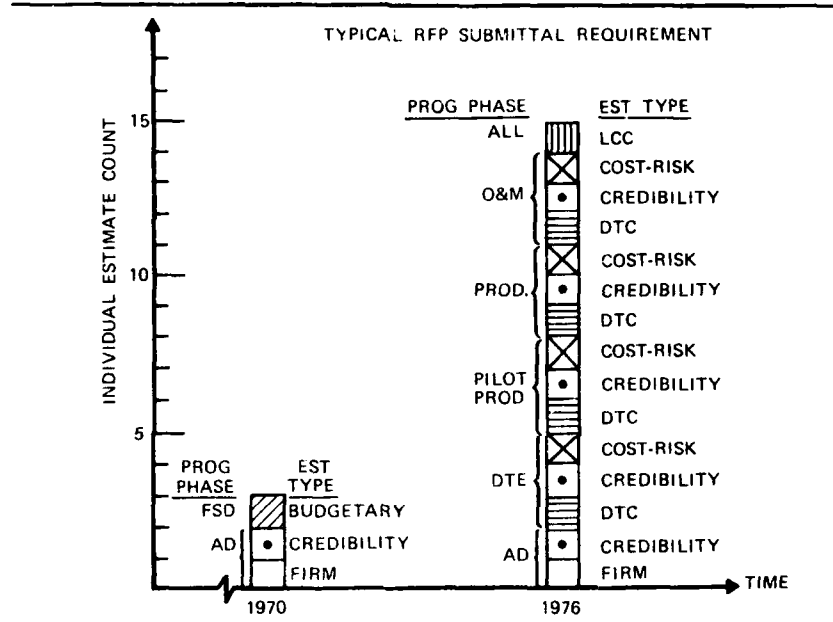 TYPICAL RFP SUBMITTAL REQUIREMENT
INDIVIDUAL ESTIMATE COUNT
15
10
5
PROG PHASE
EST TYPE
ALL
LCC
O&M
COST-RISK
CREDIBILITY
DTC
PROD.
COST-RISK
CREDIBILITY
DTC
PILOT
PROD
COST-RISK
CREDIBILITY
DTC
DTE
COST-RISK
CREDIBILITY
DTC
AD
CREDIBILITY
FIRM
PROG
PHASE
EST
TYPE
FSD
BUDGETARY
AD
CREDIBILITY
FIRM
1970
1976
TIME